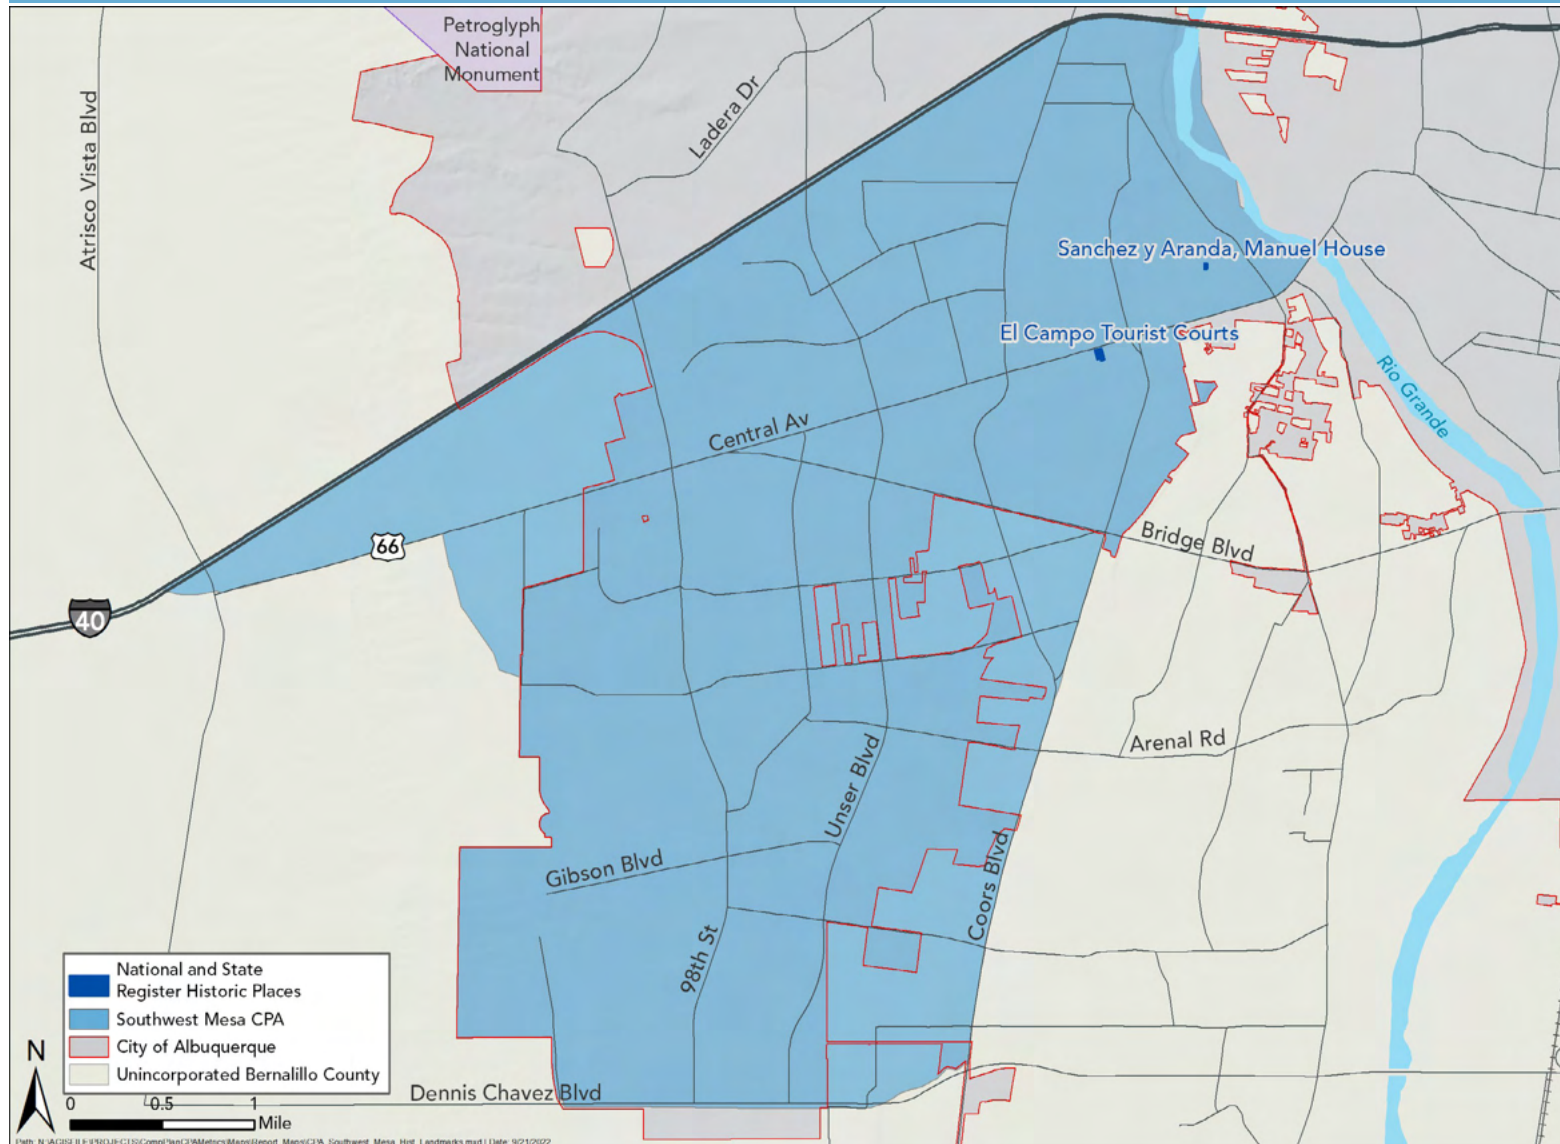 Petroglyph
National
Monument
Atrisco Vista Blvd
Ladera Dr
Sanchez y Aranda, Manuel House
El Campo Tourist Courts
Rio Grande
Central Av
66
Bridge Blvd
40
Arenal Rd
Unser Blvd
Coors Blvd
Gibson Blvd
98th St
National and State
Register Historic Places
Southwest Mesa CPA
City of Albuquerque
Unincorporated Bernalillo County
N
Dennis Chavez Blvd
0 0.5 1
Mile